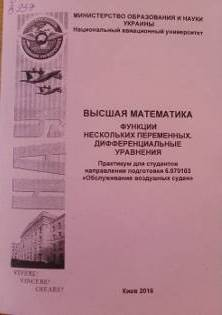 МИНИСТЕРСТВО ОБРАЗОВАНИЯ И НАУКИ
УКРАИНЫ
Национальный авиационный университет
ВЫСШАЯ МАТЕМАТИКА
ФУНКЦИИ
НЕСКОЛЬКИХ ПЕРЕМЕННЫХ.
ДИФФЕРЕНЦИАЛЬНЫЕ
УРАВНЕНИЯ
Практикум для студентов
направления подготовки 6.070103
«Обслуживание воздушных судов»
НАУ
VIVERE!
VINCERE!
CREARE!
Киев 2016